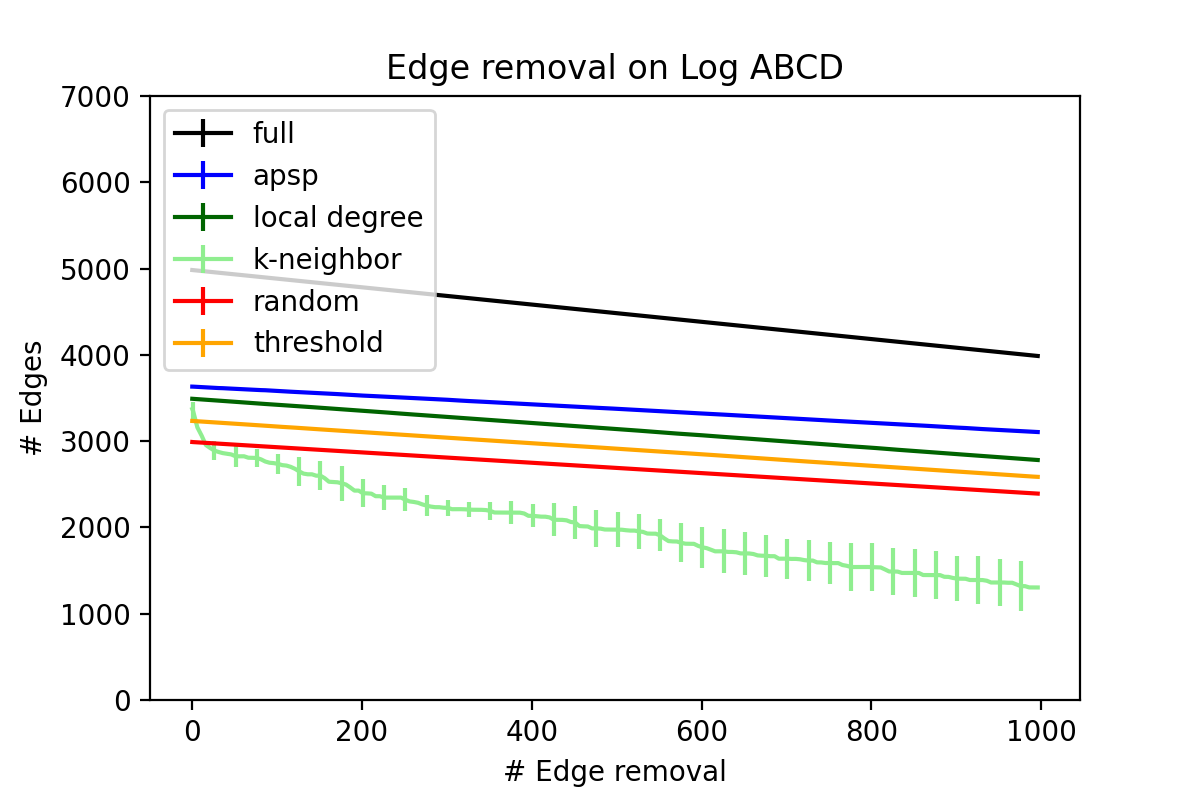 Edge removal on Log ABCD
7000
6000
5000
4000
3000
2000
1000
0
# Edges
full
apsp
local degree
k-neighbor
random
threshold
0
200
400
600
800
1000
# Edge removal